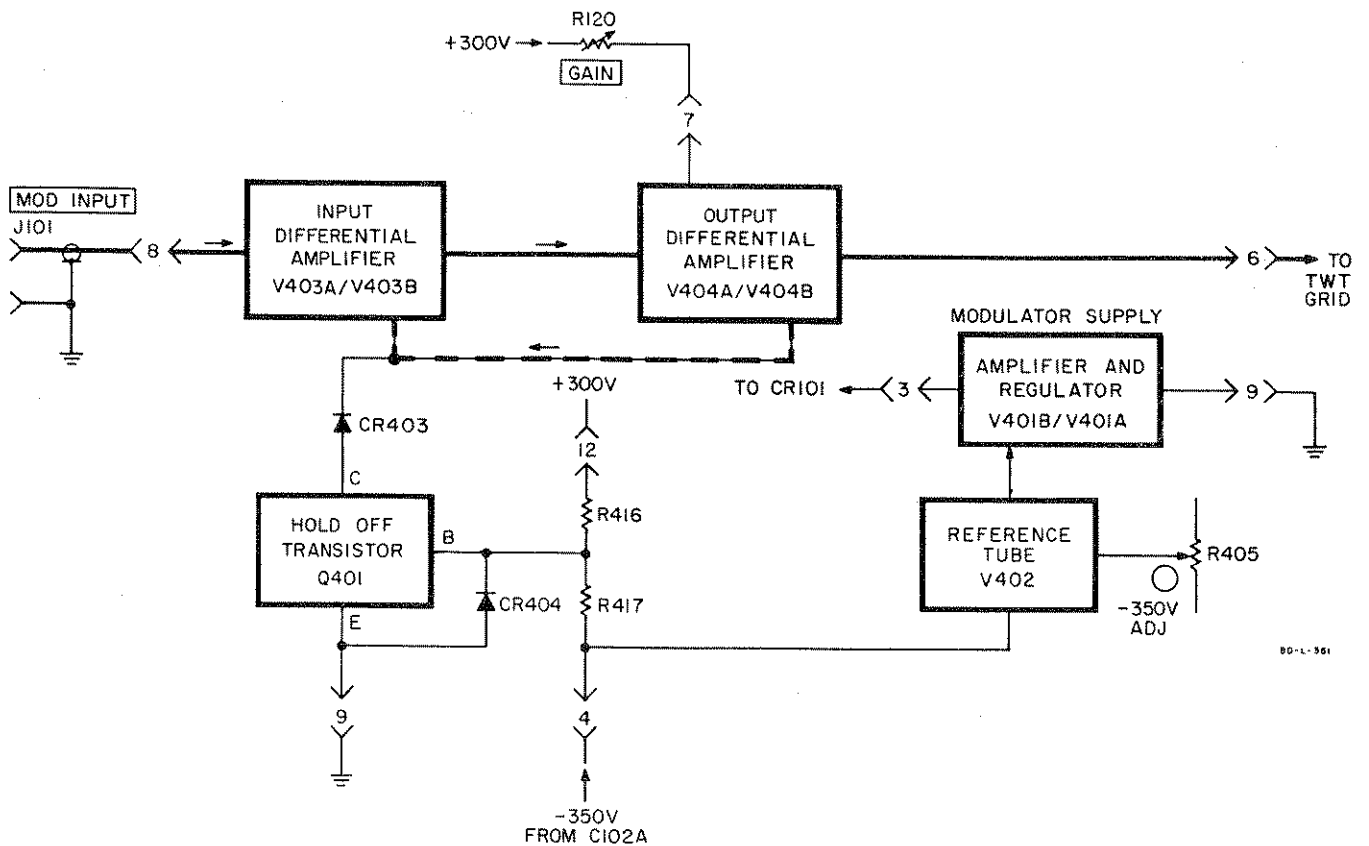 R120
+300V
GAIN
7
MOD INPUT
J101
8
INPUT
DIFFERENTIAL
AMPLIFIER
V403A/V403B
OUTPUT
DIFFERENTIAL
AMPLIFIER
V404A/V404B
6
TO
TWT
GRID
MODULATOR SUPPLY
AMPLIFIER AND
REGULATOR
V401B/V401A
TO CR101
3
9
+300V
12
CR403
C
HOLD OFF
TRANSISTOR
Q401
B
E
R416
CR404
R417
REFERENCE
TUBE
V402
R405
-350V
ADJ
BD-L-561
9
4
-350V
FROM C102A